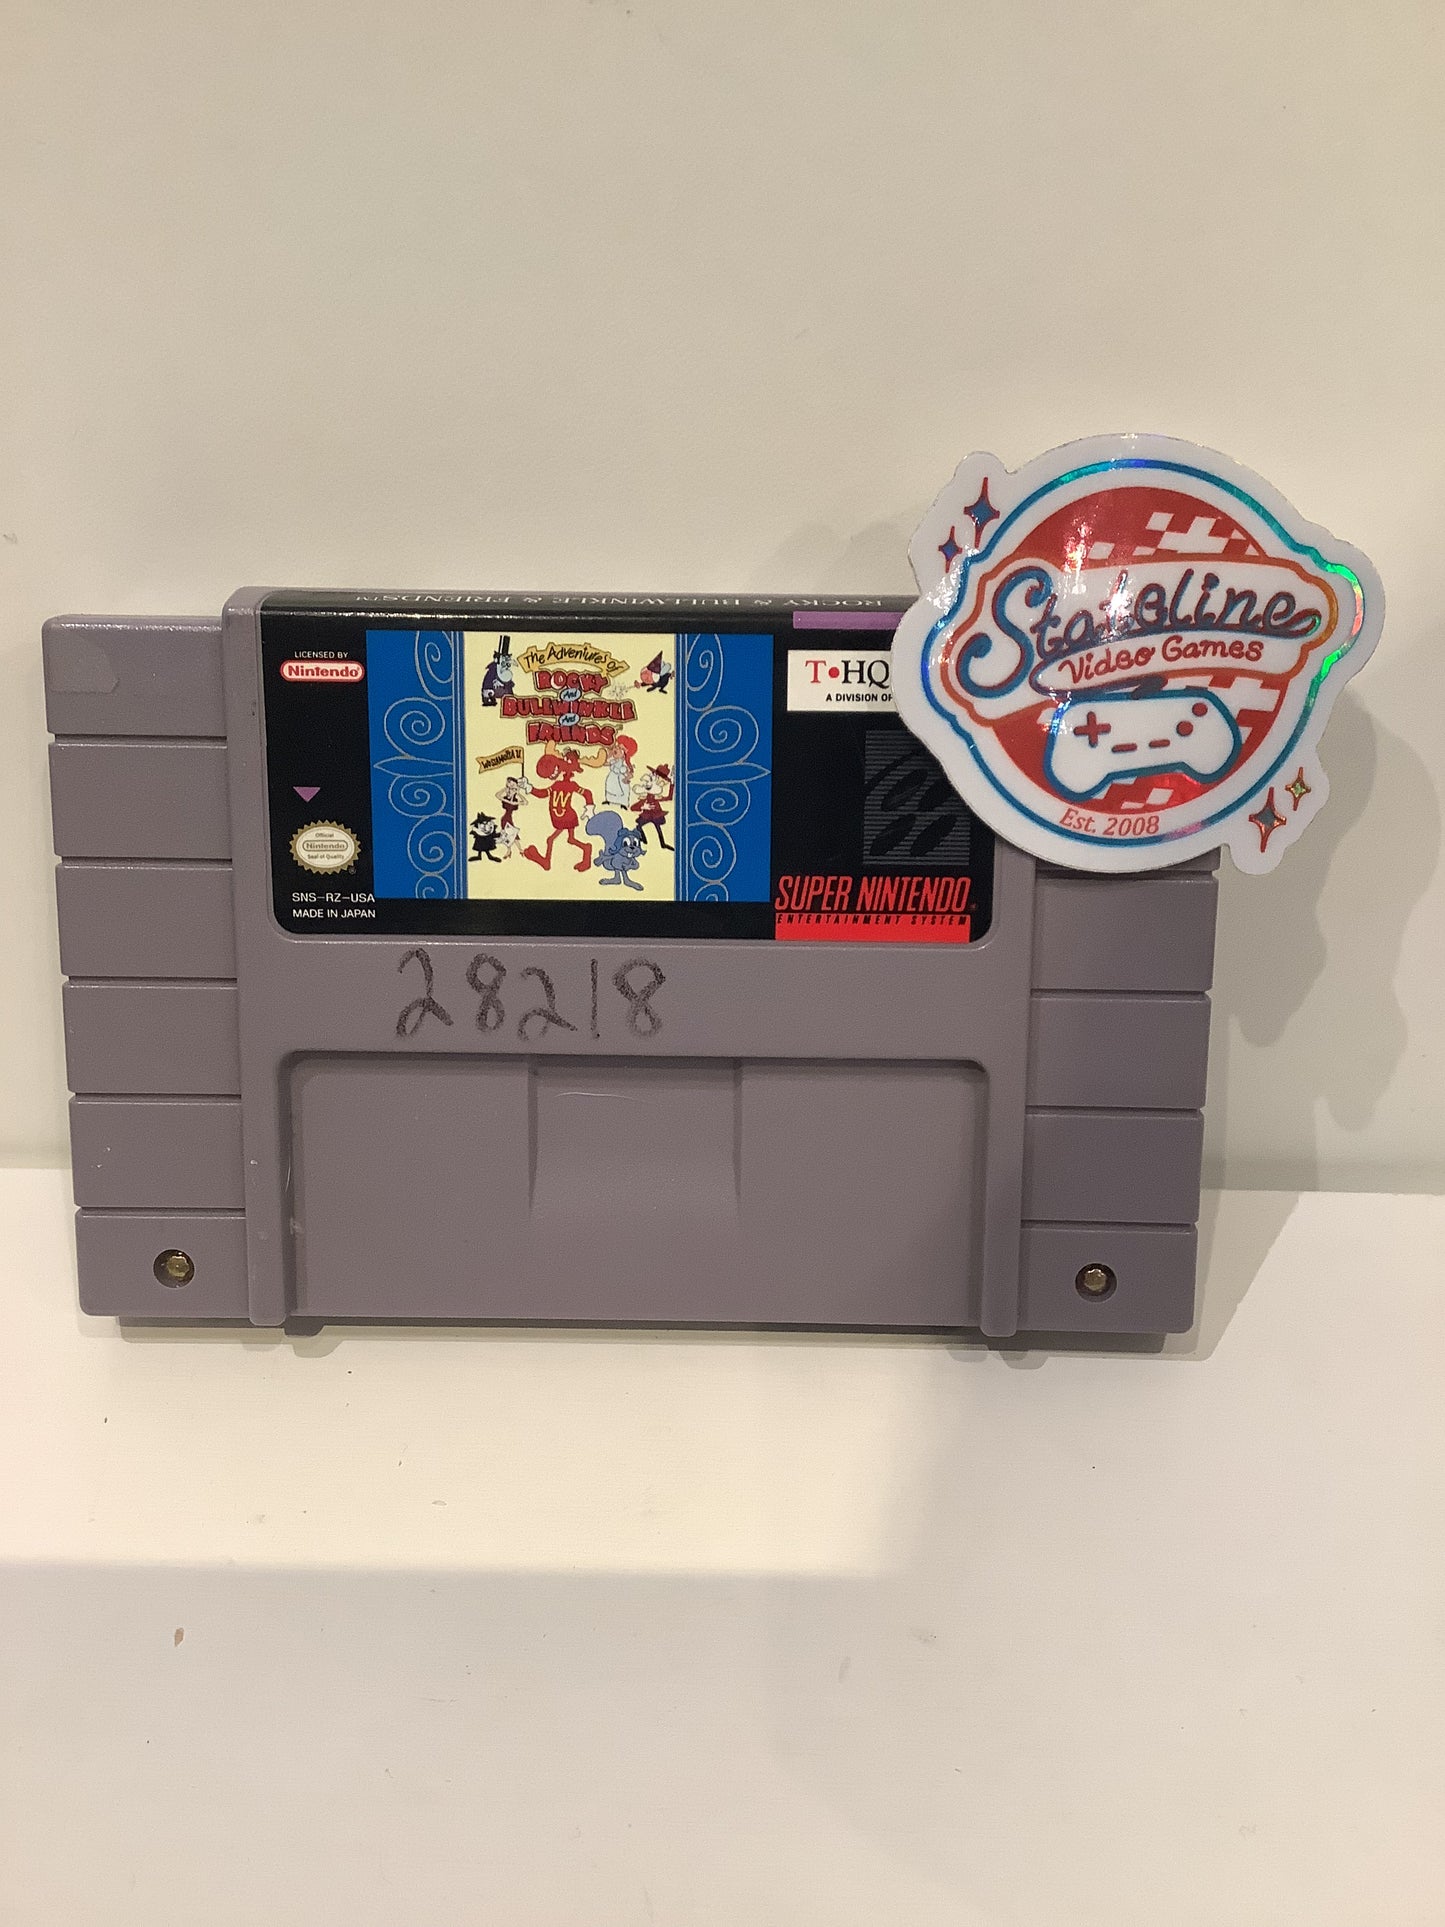 ROCKY & BULLWINKLE & FRIENDS™
LICENSED BY
Nintendo®
The Adventures of
ROCKY
And
BULLWINKLE
And
FRIENDS
W
T•HQ
A DIVISION OF
Official
Nintendo
Seal of Quality
SNS-RZ-USA
MADE IN JAPAN
SUPER NINTENDO®
ENTERTAINMENT SYSTEM
28218
Stateline
Video Games
Est. 2008